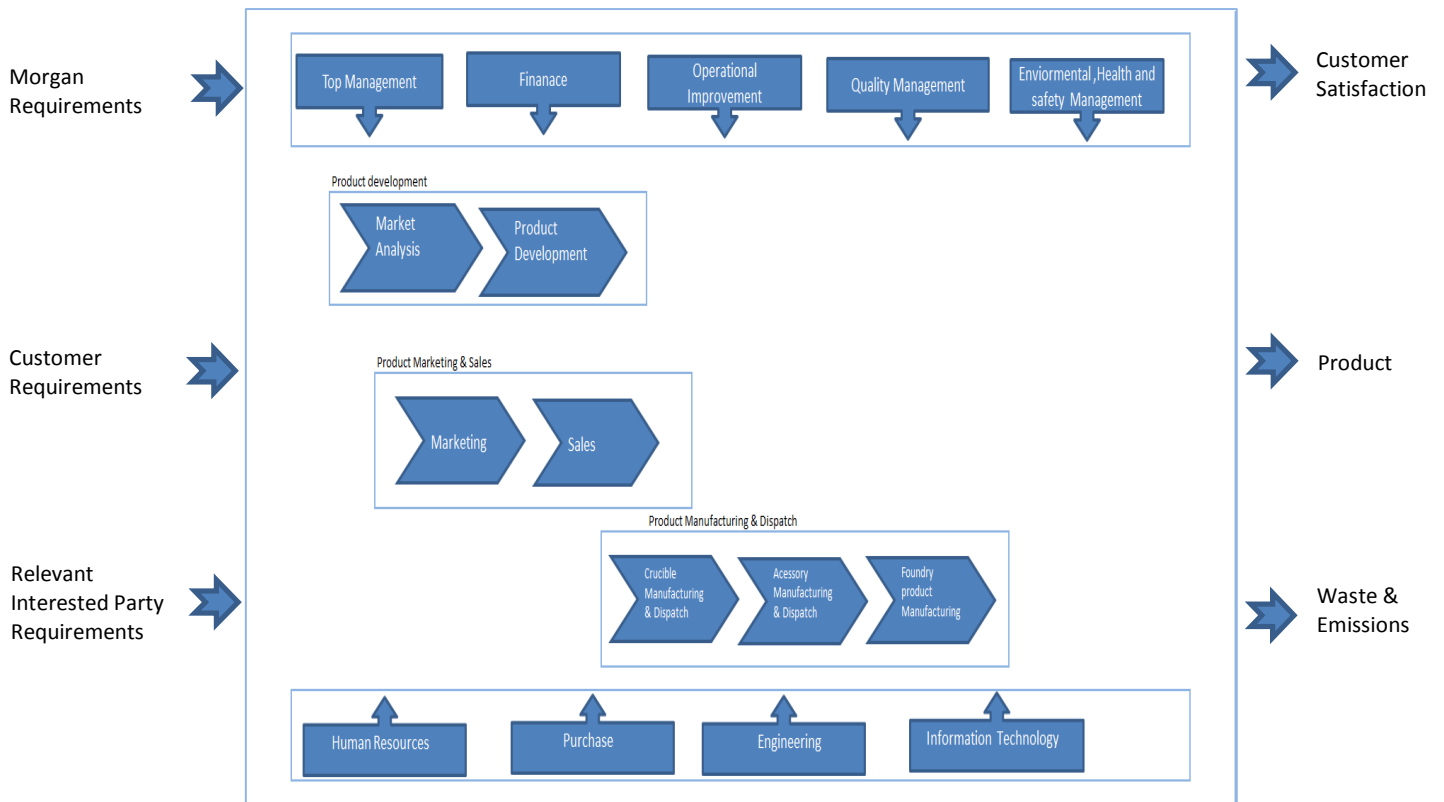 Morgan
Requirements
Customer
Requirements
Relevant
Interested Party
Requirements
Top Management
Finanace
Operational
Improvement
Quality Management
Enviormental ,Health and
safety Management
Product development
Market
Analysis
Product
Development
Product Marketing & Sales
Marketing
Sales
Product Manufacturing & Dispatch
Crucible
Manufacturing
& Dispatch
Acessory
Manufacturing
& Dispatch
Foundry
product
Manufacturing
Human Resources
Purchase
Engineering
Information Technology
Customer
Satisfaction
Product
Waste &
Emissions